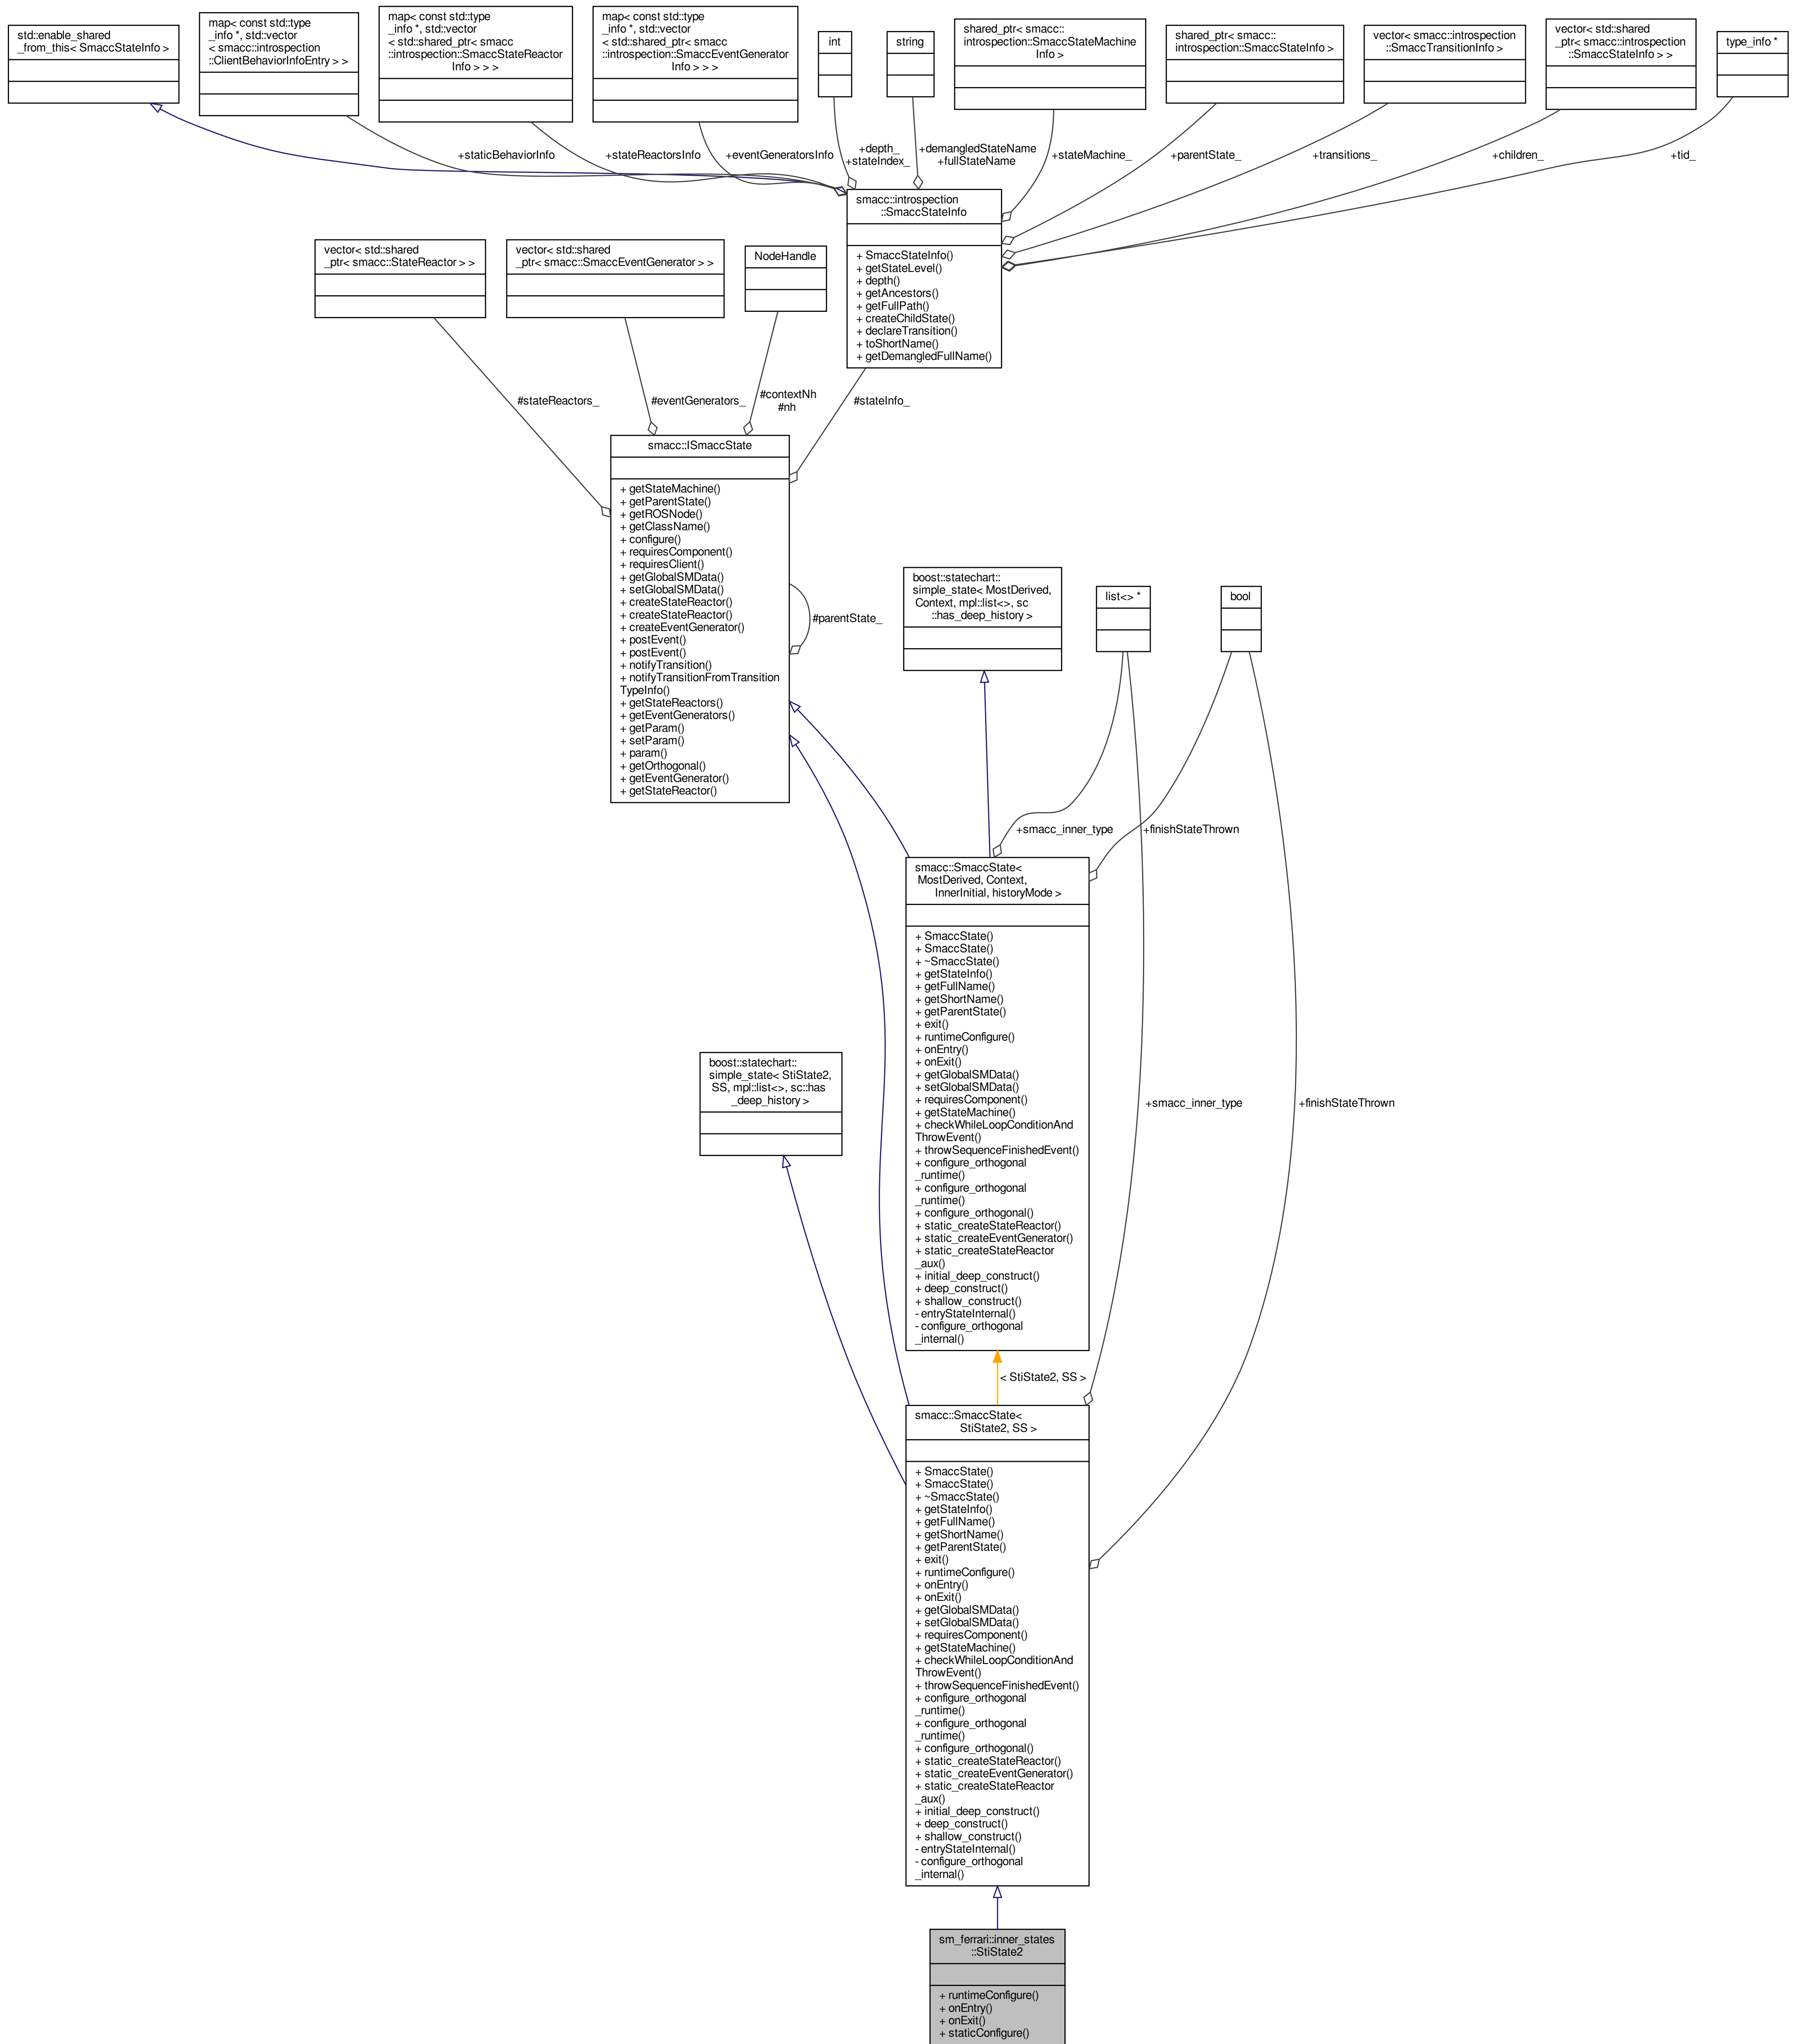 std::enable_shared
_from_this< SmaccStateInfo >
map< const std::type
_info *, std::vector
< smacc::introspection
::ClientBehaviorInfoEntry > >
map< const std::type
_info *, std::vector
< std::shared_ptr< smacc
::introspection::SmaccStateReactor
Info > > >
map< const std::type
_info *, std::vector
< std::shared_ptr< smacc
::introspection::SmaccEventGenerator
Info > > >
int
string
shared_ptr< smacc::
introspection::SmaccStateMachine
Info >
shared_ptr< smacc::
introspection::SmaccStateInfo >
vector< smacc::introspection
::SmaccTransitionInfo >
vector< std::shared
_ptr< smacc::introspection
::SmaccStateInfo > >
type_info *
+staticBehaviorInfo
+stateReactorsInfo
+eventGeneratorsInfo
+depth_
+stateIndex_
+demangledStateName
+fullStateName
+stateMachine_
+parentState_
+transitions_
+children_
+tid_
smacc::introspection
::SmaccStateInfo
+ SmaccStateInfo()
+ getStateLevel()
+ depth()
+ getAncestors()
+ getFullPath()
+ createChildState()
+ declareTransition()
+ toShortName()
+ getDemangledFullName()
vector< std::shared
_ptr< smacc::StateReactor > >
vector< std::shared
_ptr< smacc::SmaccEventGenerator > >
NodeHandle
#stateReactors_
#eventGenerators_
#contextNh
#nh
#stateInfo_
smacc::ISmaccState
+ getStateMachine()
+ getParentState()
+ getROSNode()
+ getClassName()
+ configure()
+ requiresComponent()
+ requiresClient()
+ getGlobalSMData()
+ setGlobalSMData()
+ createStateReactor()
+ createStateReactor()
+ createEventGenerator()
+ postEvent()
+ postEvent()
+ notifyTransition()
+ notifyTransitionFromTransition
TypeInfo()
+ getStateReactors()
+ getEventGenerators()
+ getParam()
+ setParam()
+ param()
+ getOrthogonal()
+ getEventGenerator()
+ getStateReactor()
#parentState_
boost::statechart::
simple_state< MostDerived,
Context, mpl::list<>, sc
::has_deep_history >
list<> *
bool
+smacc_inner_type
+finishStateThrown
smacc::SmaccState<
MostDerived, Context,
InnerInitial, historyMode >
+ SmaccState()
+ SmaccState()
+ ~SmaccState()
+ getStateInfo()
+ getFullName()
+ getShortName()
+ getParentState()
+ exit()
+ runtimeConfigure()
+ onEntry()
+ onExit()
+ getGlobalSMData()
+ setGlobalSMData()
+ requiresComponent()
+ getStateMachine()
+ checkWhileLoopConditionAnd
ThrowEvent()
+ throwSequenceFinishedEvent()
+ configure_orthogonal
_runtime()
+ configure_orthogonal
_runtime()
+ configure_orthogonal()
+ static_createStateReactor()
+ static_createEventGenerator()
+ static_createStateReactor
_aux()
+ initial_deep_construct()
+ deep_construct()
+ shallow_construct()
- entryStateInternal()
- configure_orthogonal
_internal()
boost::statechart::
simple_state< StiState2,
SS, mpl::list<>, sc::has
_deep_history >
+smacc_inner_type
+finishStateThrown
< StiState2, SS >
smacc::SmaccState<
StiState2, SS >
+ SmaccState()
+ SmaccState()
+ ~SmaccState()
+ getStateInfo()
+ getFullName()
+ getShortName()
+ getParentState()
+ exit()
+ runtimeConfigure()
+ onEntry()
+ onExit()
+ getGlobalSMData()
+ setGlobalSMData()
+ requiresComponent()
+ getStateMachine()
+ checkWhileLoopConditionAnd
ThrowEvent()
+ throwSequenceFinishedEvent()
+ configure_orthogonal
_runtime()
+ configure_orthogonal
_runtime()
+ configure_orthogonal()
+ static_createStateReactor()
+ static_createEventGenerator()
+ static_createStateReactor
_aux()
+ initial_deep_construct()
+ deep_construct()
+ shallow_construct()
- entryStateInternal()
- configure_orthogonal
_internal()
sm_ferrari::inner_states
::StiState2
+ runtimeConfigure()
+ onEntry()
+ onExit()
+ staticConfigure()